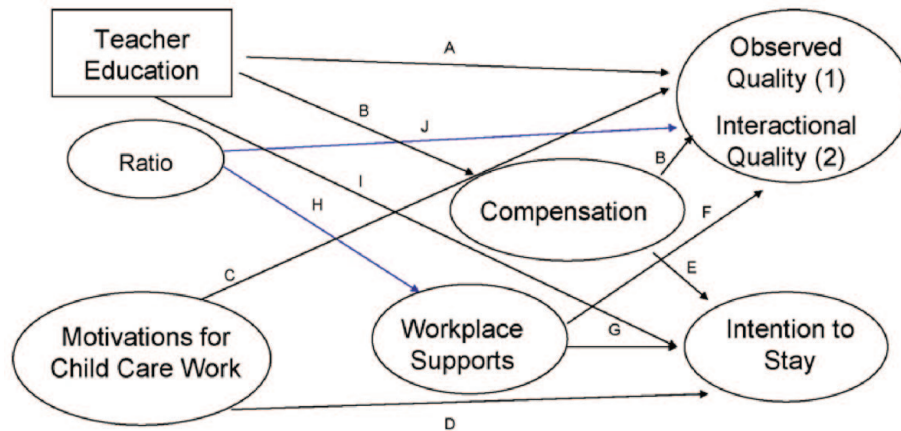 Teacher
Education
A
Observed
Quality (1)
Interactional
Quality (2)
B
J
Ratio
B
I
H
Compensation
F
C
E
Motivations for
Child Care Work
Workplace
Supports
G
Intention to
Stay
D